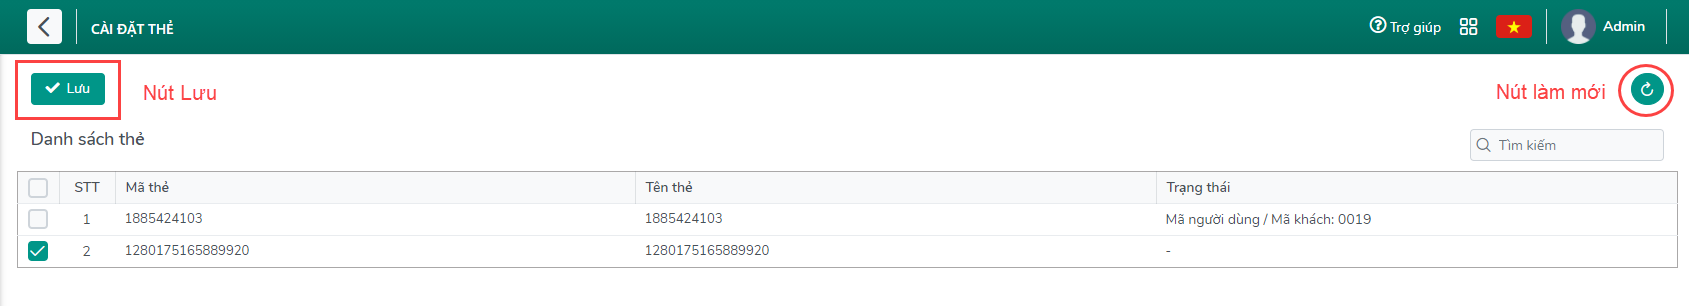 CÀI ĐẶT THẺ Trợ giúp Admin
Lưu Nút Lưu Nút làm mới
Danh sách thẻ Tìm kiếm
STT Mã thẻ Tên thẻ Trạng thái
1 1885424103 1885424103 Mã người dùng / Mã khách: 0019
2 1280175165889920 1280175165889920 -